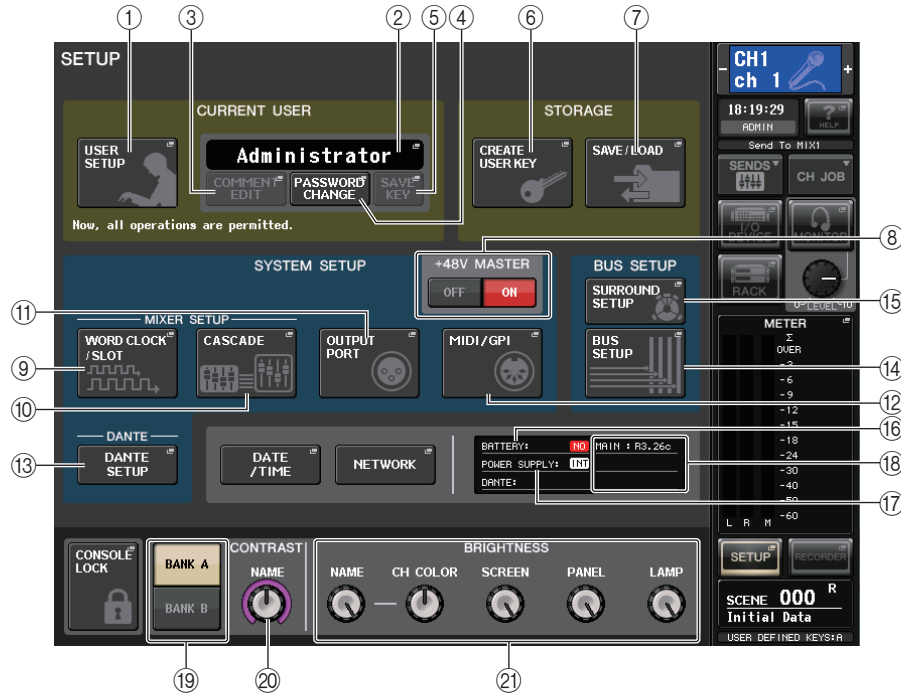 ① ③ ② ⑤ ④ ⑥ ⑦
SETUP
CURRENT USER
STORAGE
USER SETUP
Administrator
COMMENT EDIT
PASSWORD CHANGE
SAVE KEY
Now, all operations are permitted.
CREATE USER KEY
SAVE/LOAD
CH1
ch 1
- +
18:19:29
ADMIN
? HELP
Send To MIX1
SENDS
CH JOB
I/O DEVICE
MONITOR
RACK
⑧
SYSTEM SETUP
+48V MASTER
OFF ON
BUS SETUP
SURROUND SETUP
⑮
⑪
MIXER SETUP
WORD CLOCK /SLOT
CASCADE
OUTPUT PORT
MIDI/GPI
BUS SETUP
⑨
⑩
⑫
⑭
METER
Σ
OVER
-3
-6
-9
-12
-15
-18
-24
-30
-40
-50
-60
L R M
DANTE
⑬
DANTE SETUP
DATE /TIME
NETWORK
BATTERY: NO
POWER SUPPLY: INT
DANTE:
MAIN : R3.26o
⑯
⑱
⑰
CONSOLE LOCK
BANK A
BANK B
CONTRAST
NAME
BRIGHTNESS
NAME
CH COLOR
SCREEN
PANEL
LAMP
SETUP
RECORDER
SCENE 000 R
Initial Data
USER DEFINED KEYS:A
⑲ ⑳ ㉑